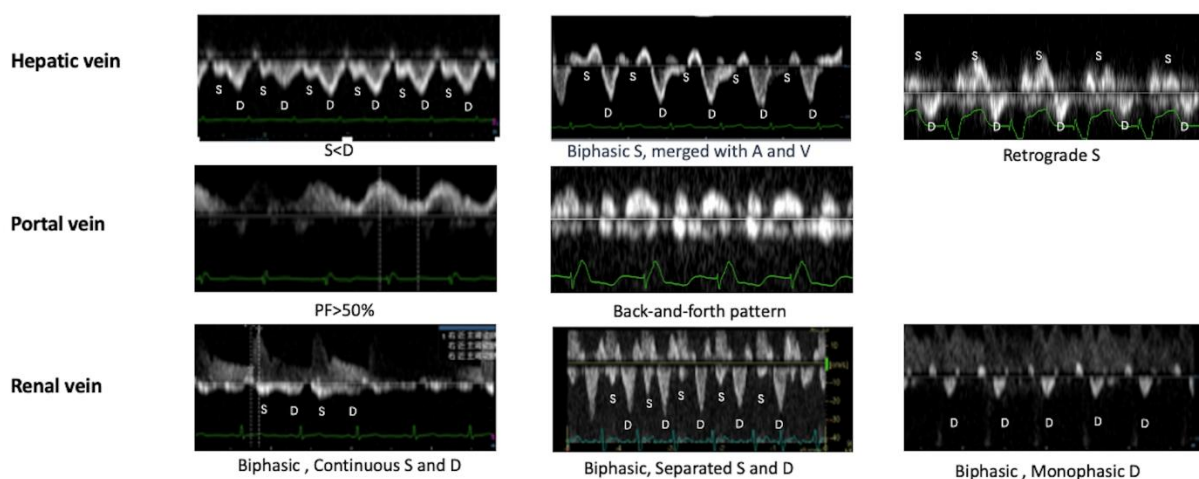 Hepatic vein
S D S D S D S D S D S D
S S S S S
D D D D D
S S S S S
D D D D D
S<D
Biphasic S, merged with A and V
Retrograde S
Portal vein
PF>50%
Back-and-forth pattern
Renal vein
S D S D
S S S S S
D D D D D
D D D D D
Biphasic , Continuous S and D
Biphasic, Separated S and D
Biphasic , Monophasic D